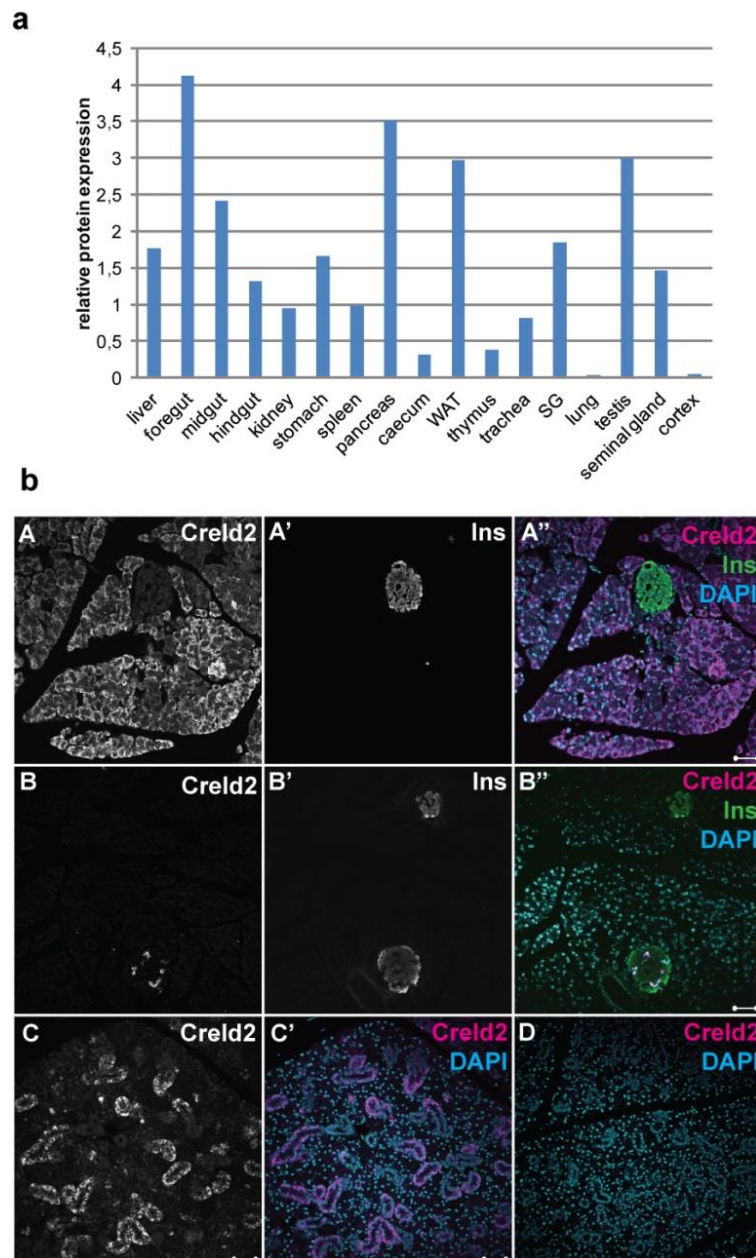 a
relative protein expression
4,5
4
3,5
3
2,5
2
1,5
1
0,5
0
liver
foregut
midgut
hindgut
kidney
stomach
spleen
pancreas
caecum
WAT
thymus
trachea
SG
lung
testis
seminal gland
cortex
b
A Creld2
A' Ins
A" Creld2
Ins
DAPI
B Creld2
B' Ins
B" Creld2
Ins
DAPI
C Creld2
C' Creld2
DAPI
D Creld2
DAPI